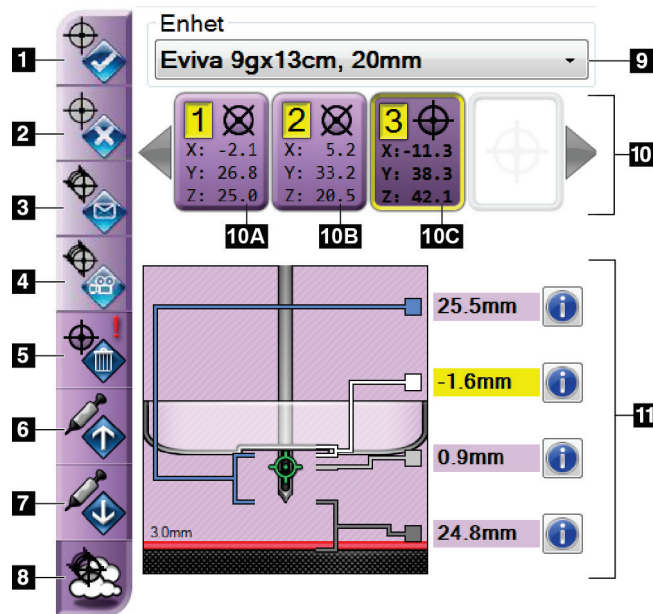 Enhet
1
Eviva 9gx13cm, 20mm
9
2
1
X: -2.1
Y: 26.8
Z: 25.0
2
X: 5.2
Y: 33.2
Z: 20.5
3
X:-11.3
Y: 38.3
Z: 42.1
10
3
10A
10B
10C
4
25.5mm
5
-1.6mm
6
11
0.9mm
7
3.0mm
24.8mm
8